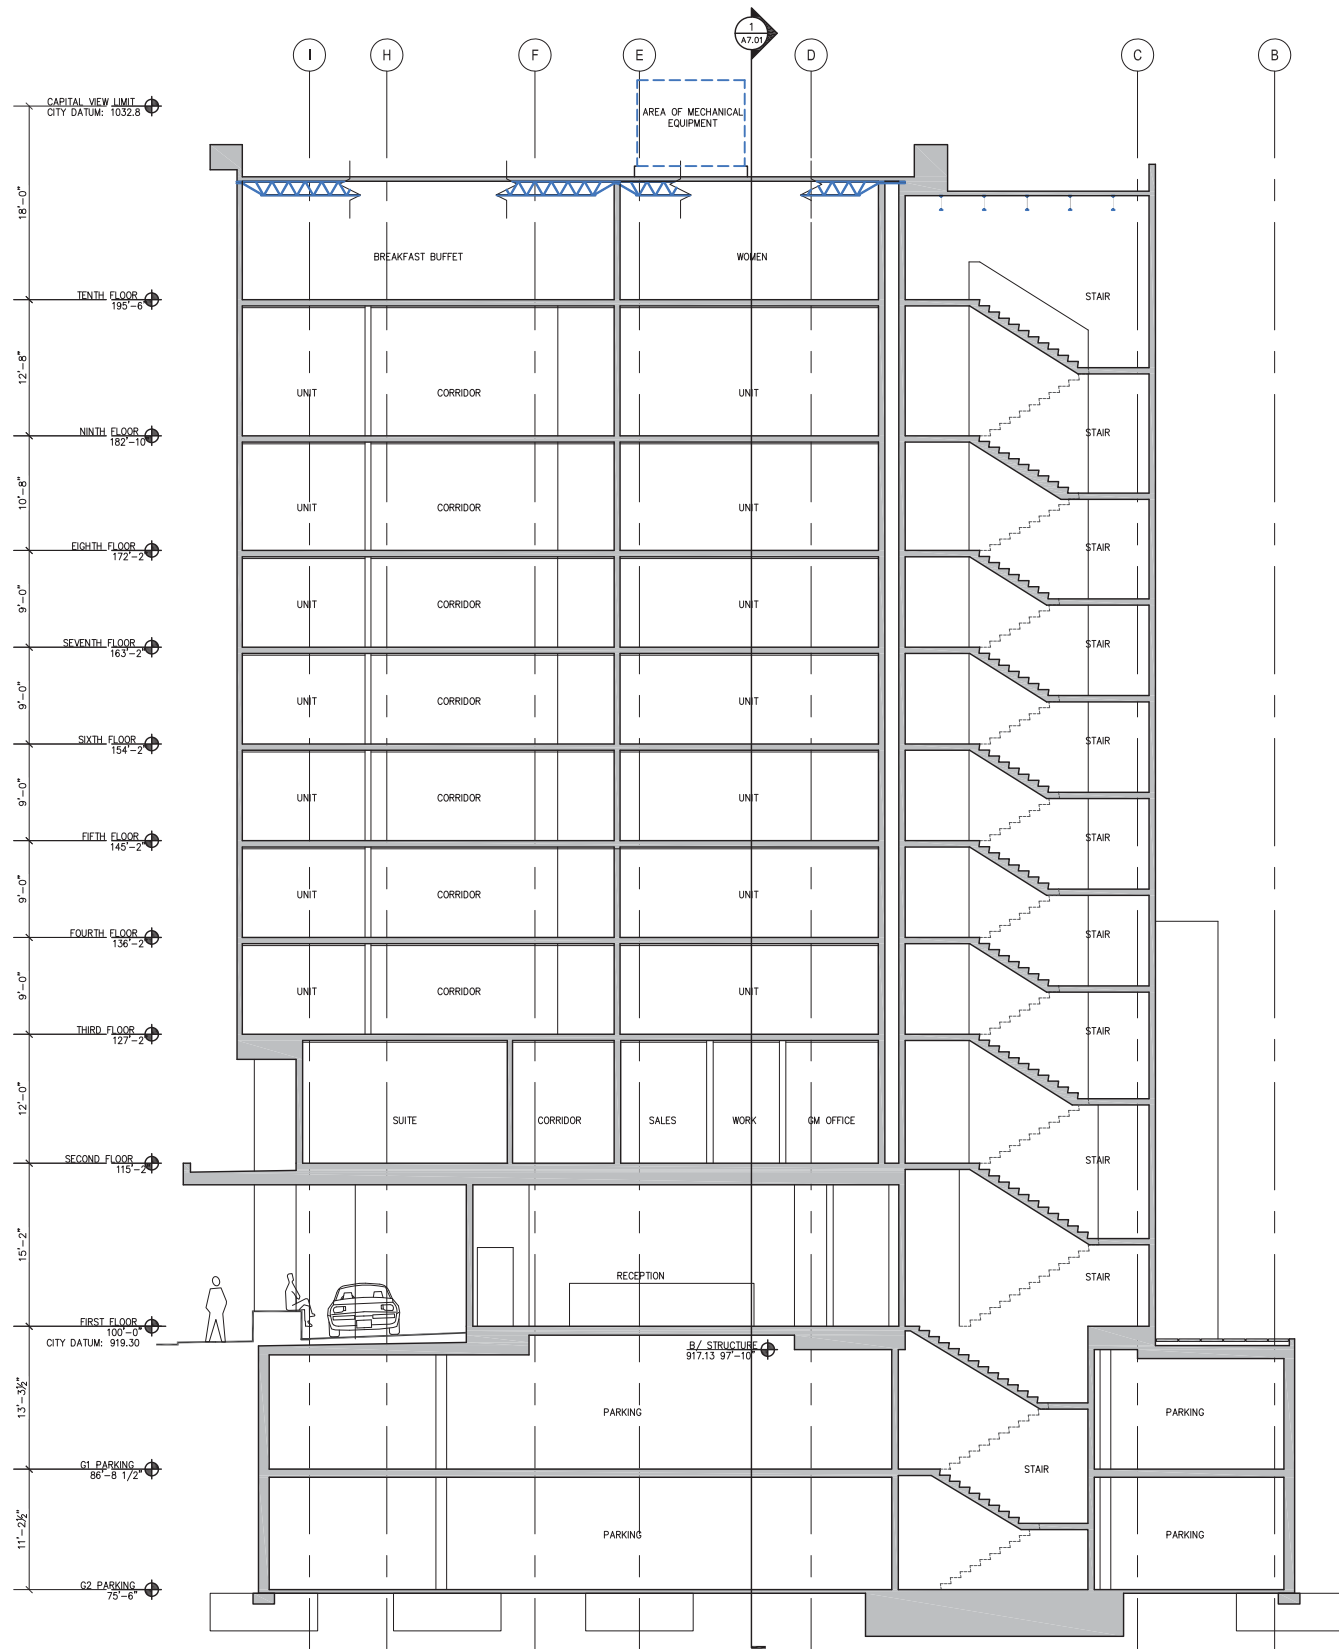 1
A7.01
I
H
F
E
D
C
B
CAPITAL VIEW LIMIT
CITY DATUM: 1032.8
AREA OF MECHANICAL
EQUIPMENT
18'-0"
BREAKFAST BUFFET
WOMEN
STAIR
TENTH FLOOR
195'-6"
12'-8"
UNIT
CORRIDOR
UNIT
STAIR
NINTH FLOOR
182'-10"
10'-8"
UNIT
CORRIDOR
UNIT
STAIR
EIGHTH FLOOR
172'-2"
9'-0"
UNIT
CORRIDOR
UNIT
STAIR
SEVENTH FLOOR
163'-2"
9'-0"
UNIT
CORRIDOR
UNIT
STAIR
SIXTH FLOOR
154'-2"
9'-0"
UNIT
CORRIDOR
UNIT
STAIR
FIFTH FLOOR
145'-2"
9'-0"
UNIT
CORRIDOR
UNIT
STAIR
FOURTH FLOOR
136'-2"
9'-0"
UNIT
CORRIDOR
UNIT
STAIR
THIRD FLOOR
127'-2"
12'-0"
SUITE
CORRIDOR
SALES
WORK
GM OFFICE
STAIR
SECOND FLOOR
115'-2"
15'-2"
RECEPTION
STAIR
FIRST FLOOR
100'-0"
CITY DATUM: 919.30
B/ STRUCTURE
917.13 97'-10"
13'-3½"
PARKING
PARKING
G1 PARKING
86'-8 1/2"
STAIR
11'-2½"
PARKING
PARKING
G2 PARKING
75'-6"